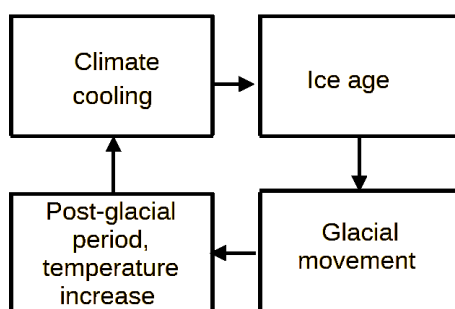 Climate
cooling
Ice age
Post-glacial
period,
temperature
increase
Glacial
movement